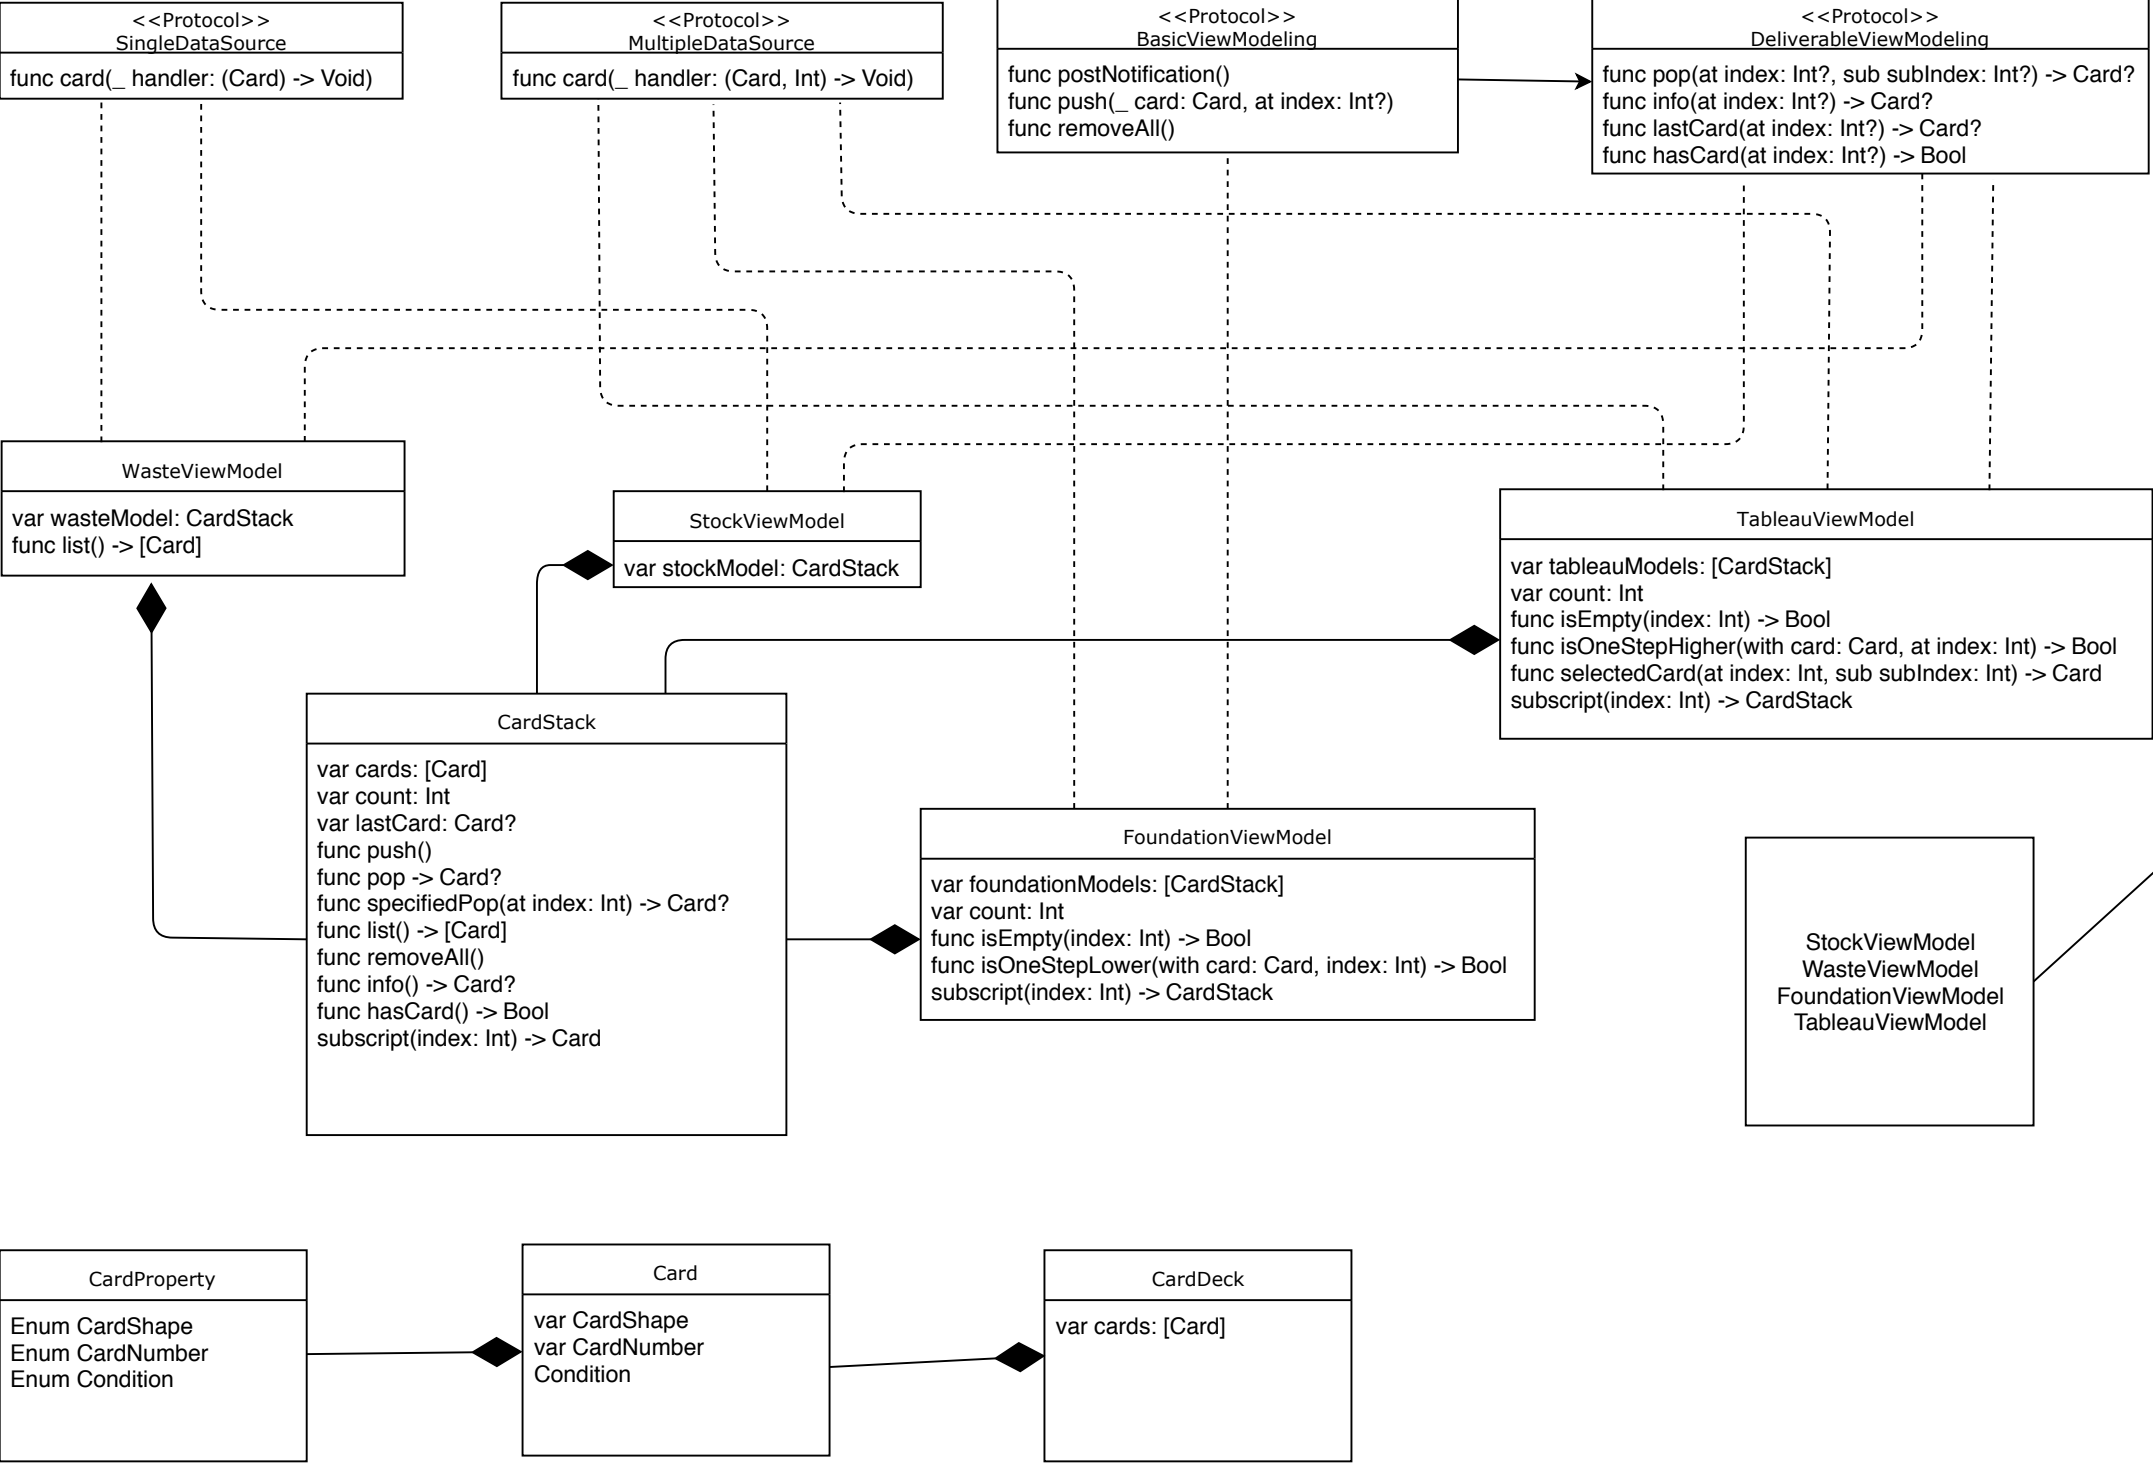 <<Protocol>>
SingleDataSource
func card(_ handler: (Card) -> Void)
<<Protocol>>
MultipleDataSource
func card(_ handler: (Card, Int) -> Void)
<<Protocol>>
BasicViewModeling
func postNotification()
func push(_ card: Card, at index: Int?)
func removeAll()
<<Protocol>>
DeliverableViewModeling
func pop(at index: Int?, sub subIndex: Int?) -> Card?
func info(at index: Int?) -> Card?
func lastCard(at index: Int?) -> Card?
func hasCard(at index: Int?) -> Bool
WasteViewModel
var wasteModel: CardStack
func list() -> [Card]
StockViewModel
var stockModel: CardStack
TableauViewModel
var tableauModels: [CardStack]
var count: Int
func isEmpty(index: Int) -> Bool
func isOneStepHigher(with card: Card, at index: Int) -> Bool
func selectedCard(at index: Int, sub subIndex: Int) -> Card
subscript(index: Int) -> CardStack
CardStack
var cards: [Card]
var count: Int
var lastCard: Card?
func push()
func pop -> Card?
func specifiedPop(at index: Int) -> Card?
func list() -> [Card]
func removeAll()
func info() -> Card?
func hasCard() -> Bool
subscript(index: Int) -> Card
FoundationViewModel
var foundationModels: [CardStack]
var count: Int
func isEmpty(index: Int) -> Bool
func isOneStepLower(with card: Card, index: Int) -> Bool
subscript(index: Int) -> CardStack
StockViewModel
WasteViewModel
FoundationViewModel
TableauViewModel
CardProperty
Enum CardShape
Enum CardNumber
Enum Condition
Card
var CardShape
var CardNumber
Condition
CardDeck
var cards: [Card]